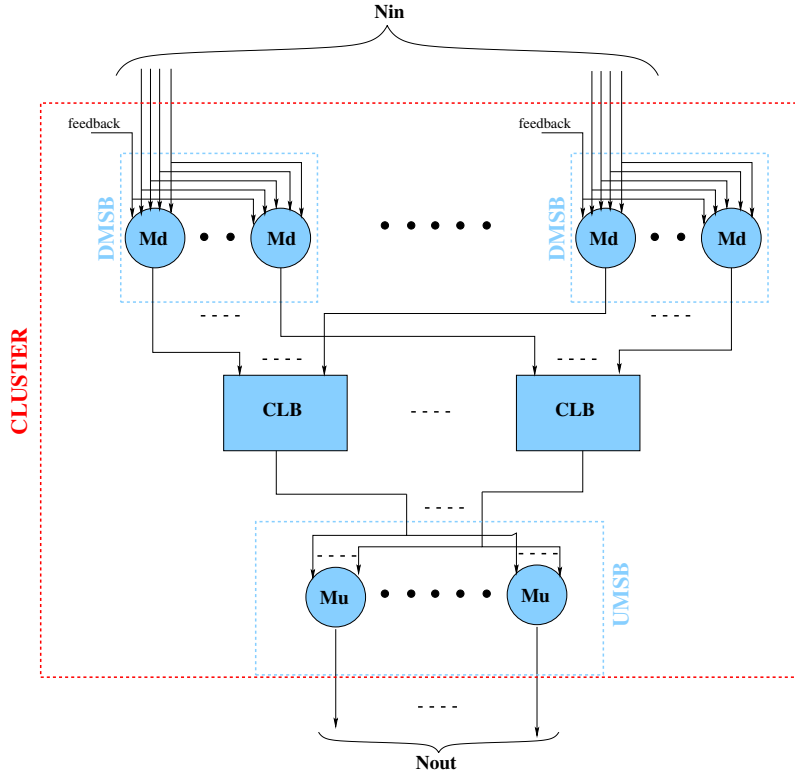 Nin
feedback
feedback
DMSB
Md
Md
DMSB
Md
Md
CLUSTER
CLB
CLB
UMSB
Mu
Mu
Nout